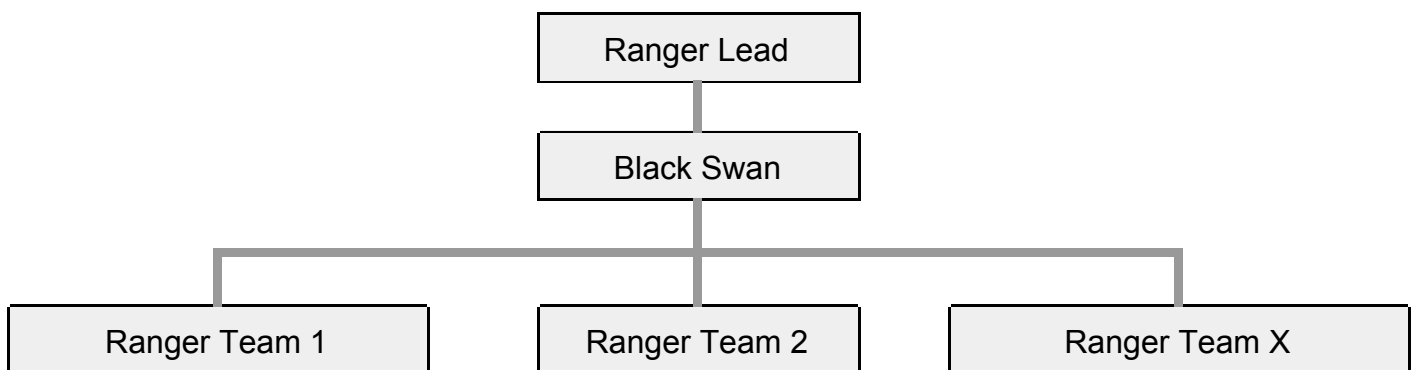 Ranger Lead
Black Swan
Ranger Team 1
Ranger Team 2
Ranger Team X